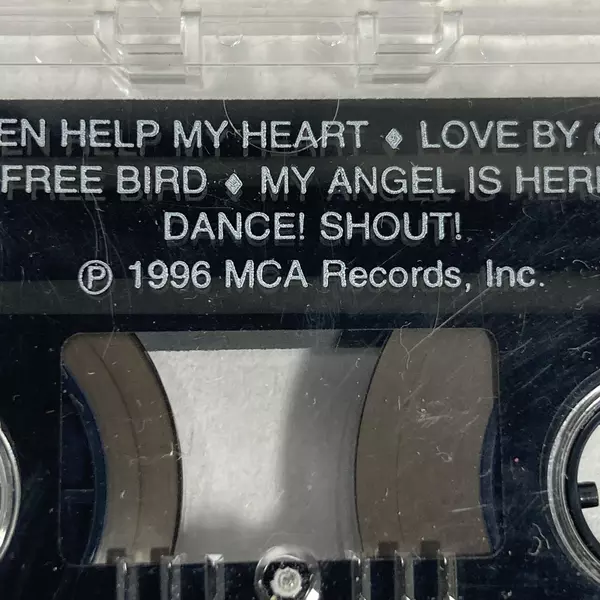 EN HELP MY HEART ♦ LOVE BY
FREE BIRD ♦ MY ANGEL IS HER
DANCE! SHOUT!
℗ 1996 MCA Records, Inc.